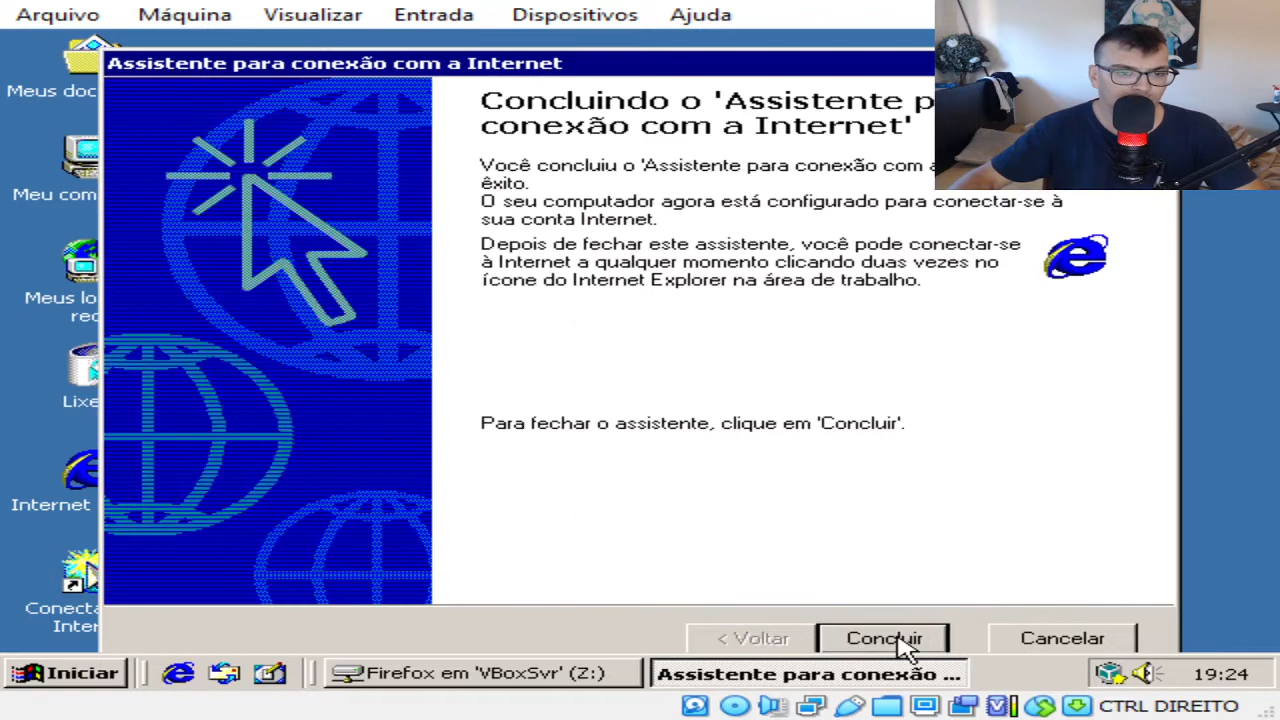 Arquivo Máquina Visualizar Entrada Dispositivos Ajuda
Assistente para conexão com a Internet
Meus doc
Meu com
Meus lo
rec
Lixe
Internet
Conecta
Inter
Concluindo o 'Assistente p
conexão com a Internet'
Você concluiu o 'Assistente para conexão com a
êxito.
O seu computador agora está configurado para conectar-se à
sua conta Internet.
Depois de fechar este assistente, você pode conectar-se
à Internet a qualquer momento clicando duas vezes no
ícone do Internet Explorer na área de trabalho.
Para fechar o assistente, clique em 'Concluir'.
< Voltar Concluir Cancelar
Iniciar Firefox em 'VBoxSvr' (Z:) Assistente para conexão ... 19:24
CTRL DIREITO